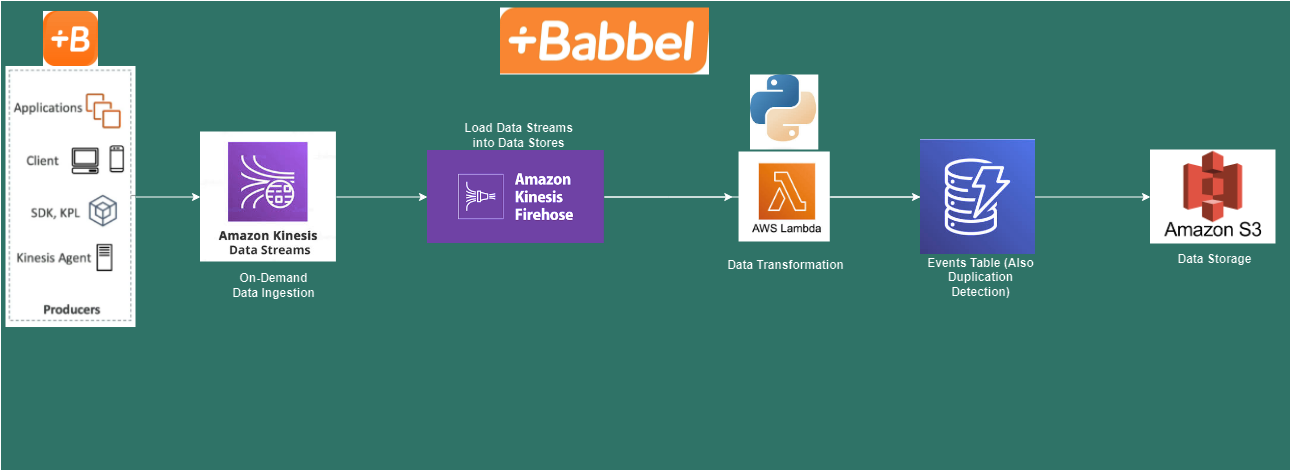 +B
+Babbel
Applications
Client
SDK, KPL
Kinesis Agent
Producers
Amazon Kinesis
Data Streams
On-Demand
Data Ingestion
Load Data Streams
into Data Stores
Amazon
Kinesis
Firehose
AWS Lambda
Data Transformation
Events Table (Also
Duplication
Detection)
Amazon S3
Data Storage